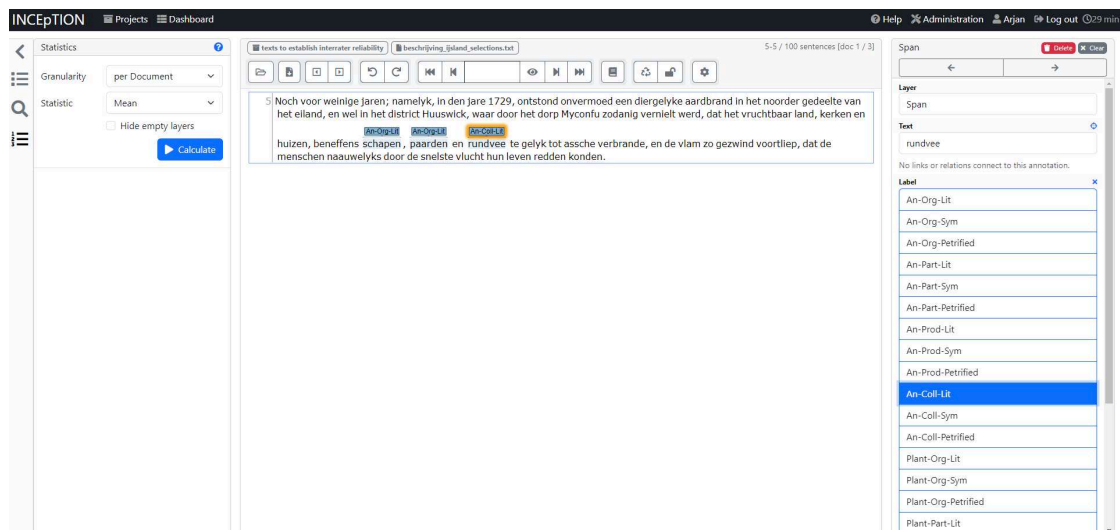 INCEpTION Projects Dashboard Help Administration Arjan Log out 29 min
Statistics
Granularity per Document
Statistic Mean
Hide empty layers
Calculate
texts to establish interrater reliability beschrijving_ijsland_selections.txt 5-5 / 100 sentences [doc 1 / 3]
5 Noch voor weinige jaren; namelyk, in den jare 1729, ontstond onvermoed een diergelyke aardbrand in het noorder gedeelte van
het eiland, en wel in het district Huuswick, waar door het dorp Myconfu zodanig vernielt werd, dat het vruchtbaar land, kerken en
An-Org-Lit An-Org-Lit An-Coll-Lit
huizen, beneffens schapen, paarden en rundvee te gelyk tot assche verbrande, en de vlam zo gezwind voortliep, dat de
menschen naauwelyks door de snelste vlucht hun leven redden konden.
Span Delete Clear
Layer
Span
Text
rundvee
No links or relations connect to this annotation.
Label
An-Org-Lit
An-Org-Sym
An-Org-Petrified
An-Part-Lit
An-Part-Sym
An-Part-Petrified
An-Prod-Lit
An-Prod-Sym
An-Prod-Petrified
An-Coll-Lit
An-Coll-Sym
An-Coll-Petrified
Plant-Org-Lit
Plant-Org-Sym
Plant-Org-Petrified
Plant-Part-Lit